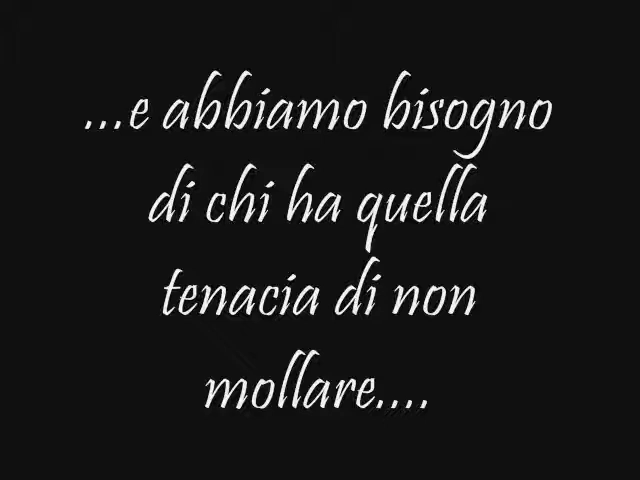 ...e abbiamo bisogno
di chi ha quella
tenacia di non
mollare....